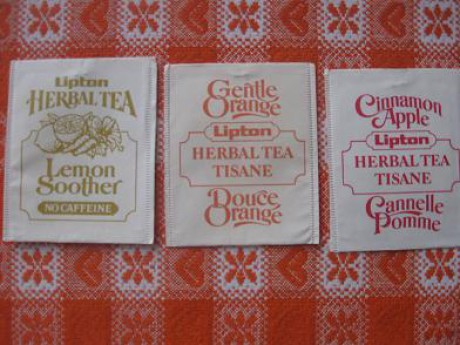 Lipton
HERBAL TEA
Lemon
Soother
NO CAFFEINE
Gentle
Orange
Lipton
HERBAL TEA
TISANE
Douce
Orange
Cinnamon
Apple
Lipton
HERBAL TEA
TISANE
Cannelle
Pomme